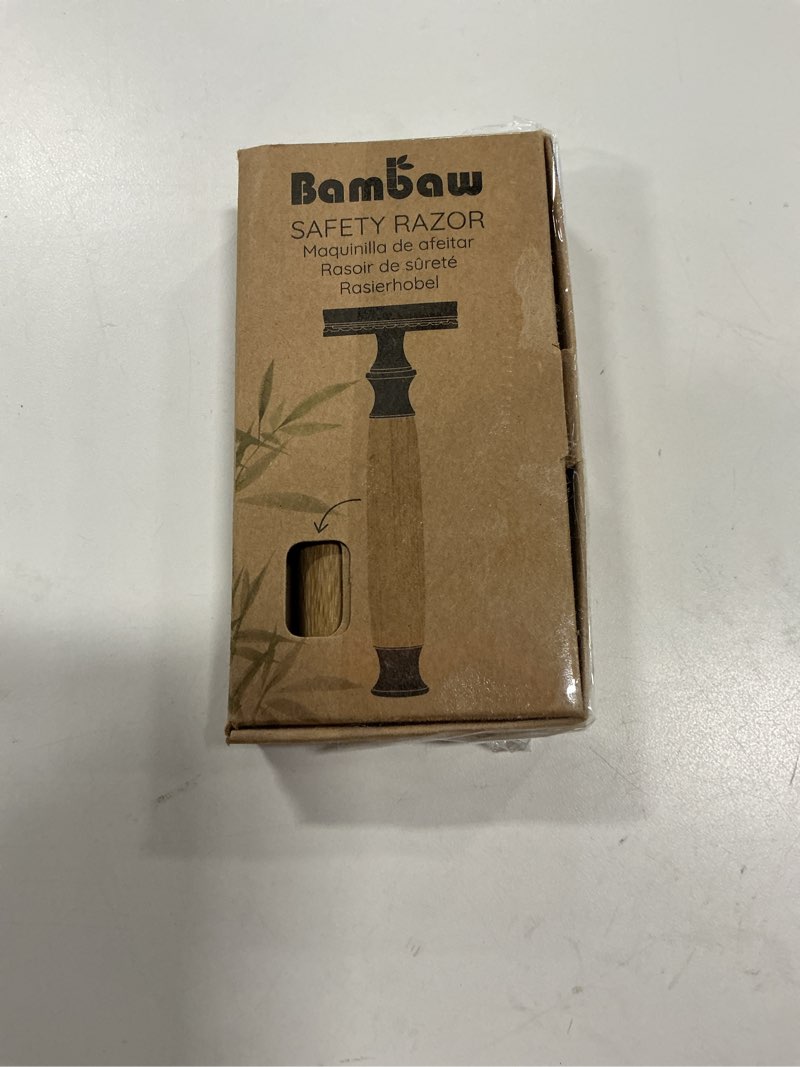 Bambaw
SAFETY RAZOR
Maquinilla de afeitar
Rasoir de sûreté
Rasierhobel